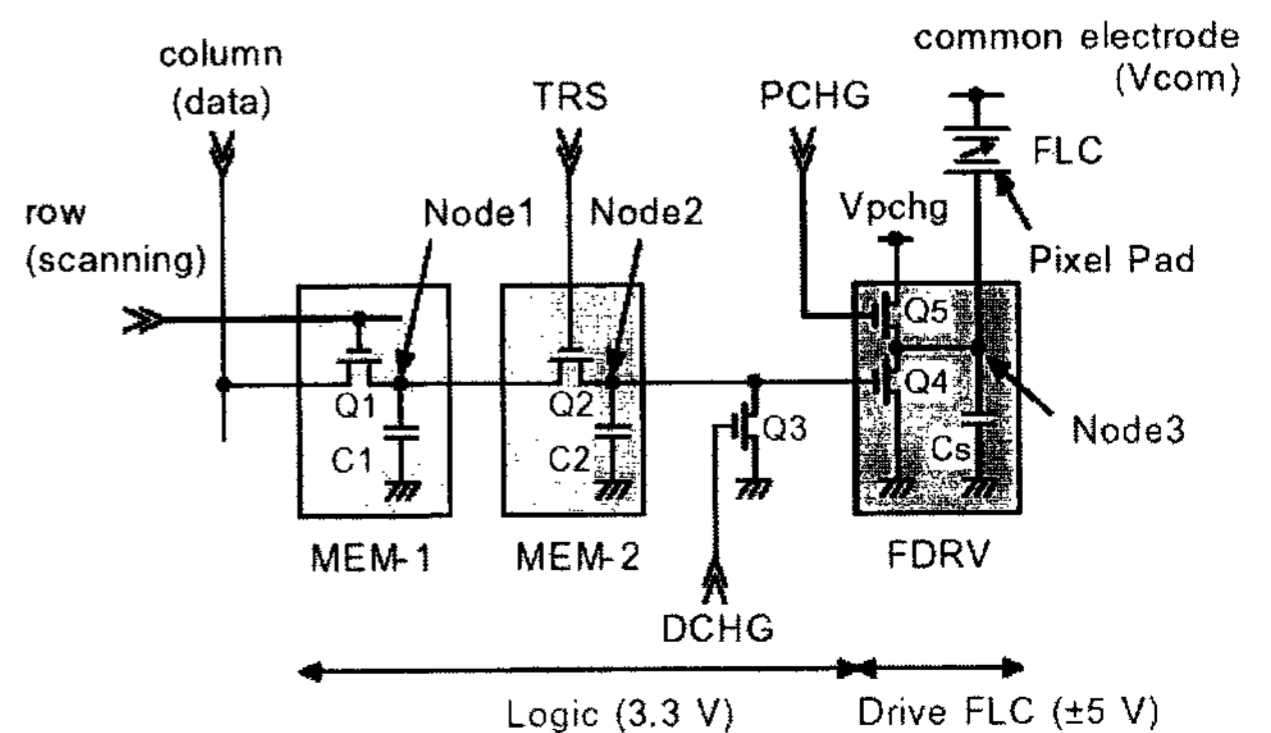 common electrode
(Vcom)
column
(data)
TRS
PCHG
FLC
row
(scanning)
Node1
Node2
Vpchg
Pixel Pad
Q5
Q1
Q2
Q4
Q3
Node3
C1
C2
Cs
MEM-1
MEM-2
FDRV
DCHG
Logic (3.3 V)
Drive FLC (±5 V)